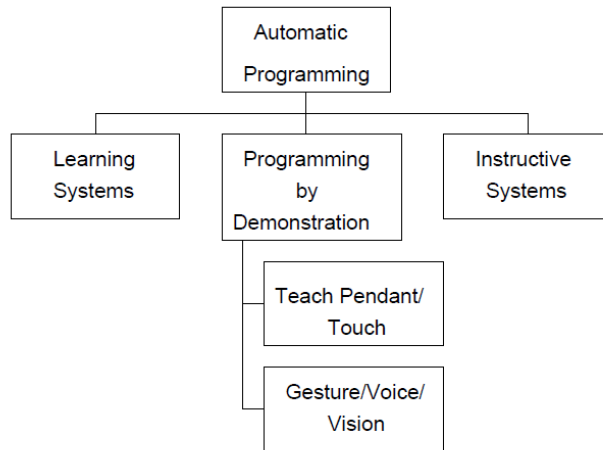 Automatic
Programming
Learning
Systems
Programming
by
Demonstration
Instructive
Systems
Teach Pendant/
Touch
Gesture/Voice/
Vision